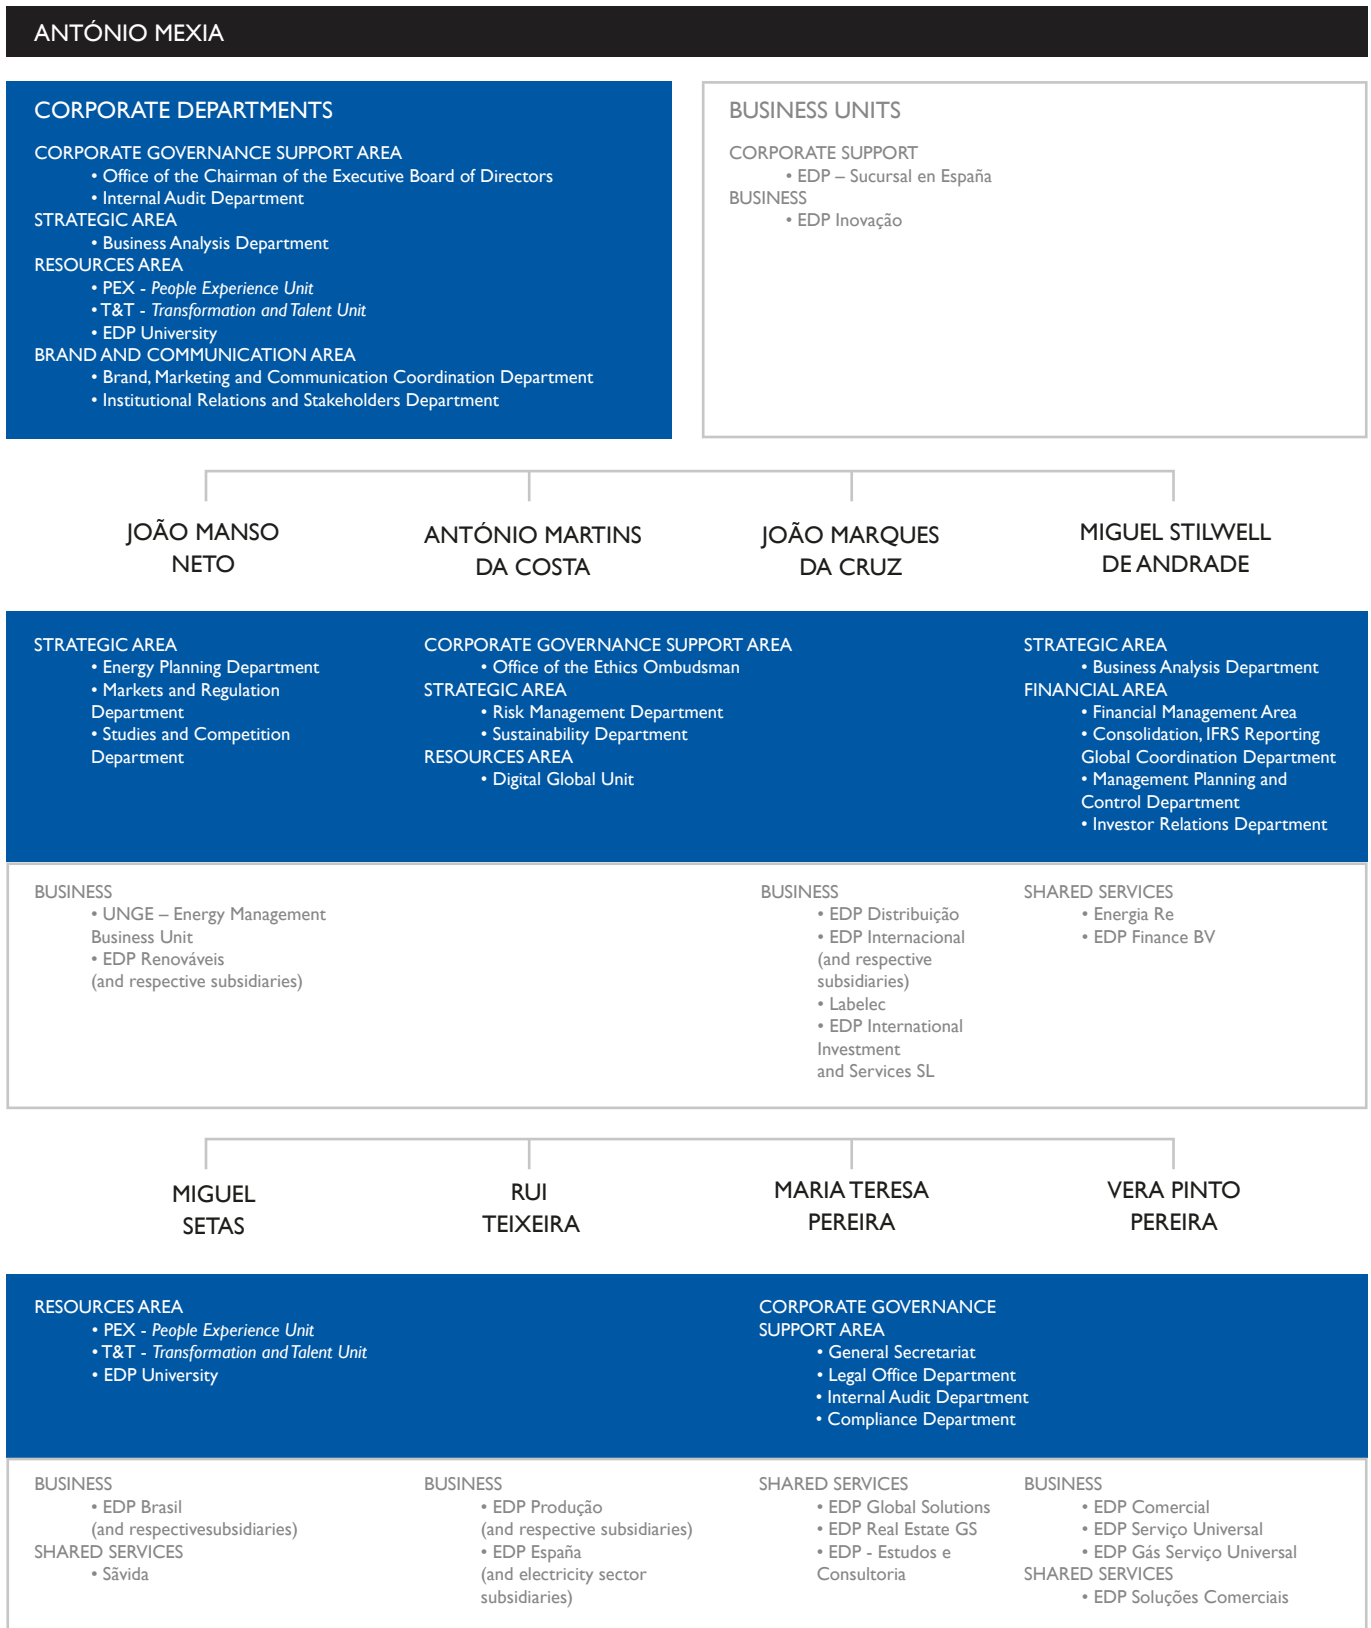 ANTÓNIO MEXIA
CORPORATE DEPARTMENTS
CORPORATE GOVERNANCE SUPPORT AREA
• Office of the Chairman of the Executive Board of Directors
• Internal Audit Department
STRATEGIC AREA
• Business Analysis Department
RESOURCES AREA
• PEX - People Experience Unit
• T&T - Transformation and Talent Unit
• EDP University
BRAND AND COMMUNICATION AREA
• Brand, Marketing and Communication Coordination Department
• Institutional Relations and Stakeholders Department
BUSINESS UNITS
CORPORATE SUPPORT
• EDP – Sucursal en España
BUSINESS
• EDP Inovação
JOÃO MANSO
NETO
ANTÓNIO MARTINS
DA COSTA
JOÃO MARQUES
DA CRUZ
MIGUEL STILWELL
DE ANDRADE
STRATEGIC AREA
• Energy Planning Department
• Markets and Regulation
Department
• Studies and Competition
Department
CORPORATE GOVERNANCE SUPPORT AREA
• Office of the Ethics Ombudsman
STRATEGIC AREA
• Risk Management Department
• Sustainability Department
RESOURCES AREA
• Digital Global Unit
STRATEGIC AREA
• Business Analysis Department
FINANCIAL AREA
• Financial Management Area
• Consolidation, IFRS Reporting
Global Coordination Department
• Management Planning and
Control Department
• Investor Relations Department
BUSINESS
• UNGE – Energy Management
Business Unit
• EDP Renováveis
(and respective subsidiaries)
BUSINESS
• EDP Distribuição
• EDP Internacional
(and respective
subsidiaries)
• Labelec
• EDP International
Investment
and Services SL
SHARED SERVICES
• Energia Re
• EDP Finance BV
MIGUEL
SETAS
RUI
TEIXEIRA
MARIA TERESA
PEREIRA
VERA PINTO
PEREIRA
RESOURCES AREA
• PEX - People Experience Unit
• T&T - Transformation and Talent Unit
• EDP University
CORPORATE GOVERNANCE
SUPPORT AREA
• General Secretariat
• Legal Office Department
• Internal Audit Department
• Compliance Department
BUSINESS
• EDP Brasil
(and respectivesubsidiaries)
SHARED SERVICES
• Sãvida
BUSINESS
• EDP Produção
(and respective subsidiaries)
• EDP España
(and electricity sector
subsidiaries)
SHARED SERVICES
• EDP Global Solutions
• EDP Real Estate GS
• EDP - Estudos e
Consultoria
BUSINESS
• EDP Comercial
• EDP Serviço Universal
• EDP Gás Serviço Universal
SHARED SERVICES
• EDP Soluções Comerciais